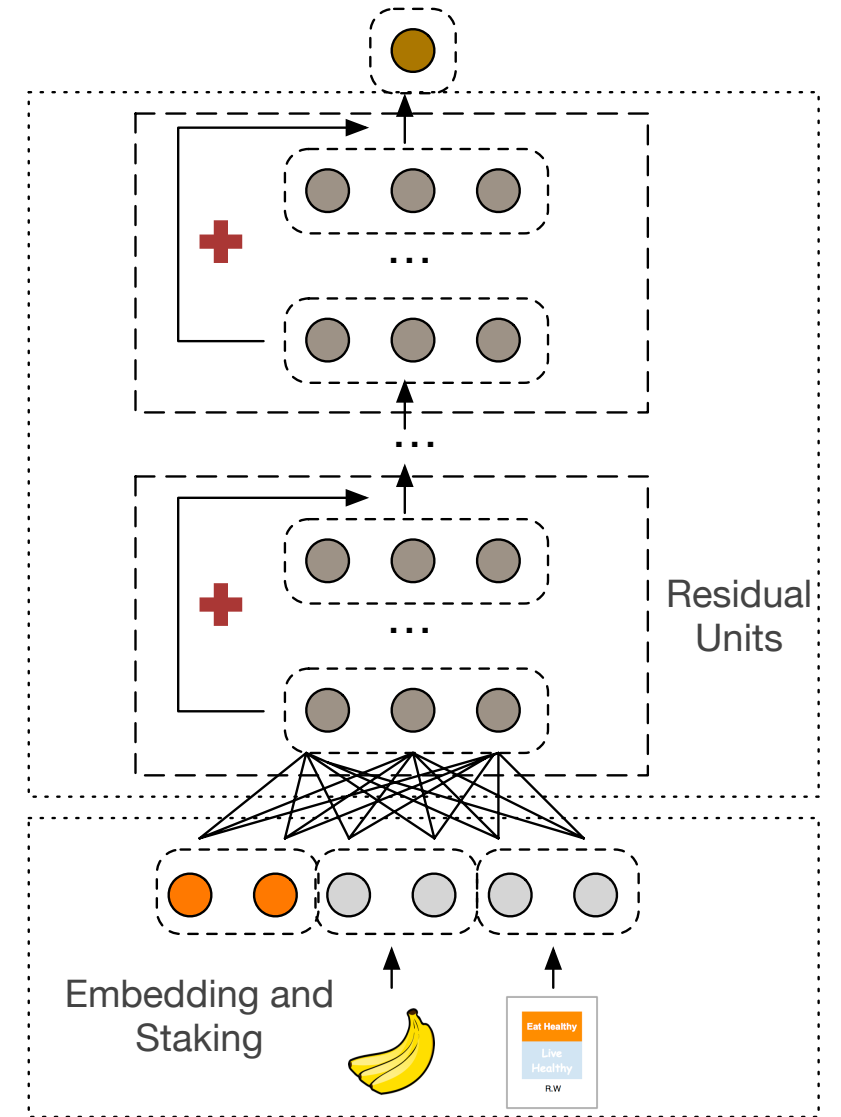 Residual
Units
Embedding and
Staking
Eat Healthy
Live
Healthy
R.W